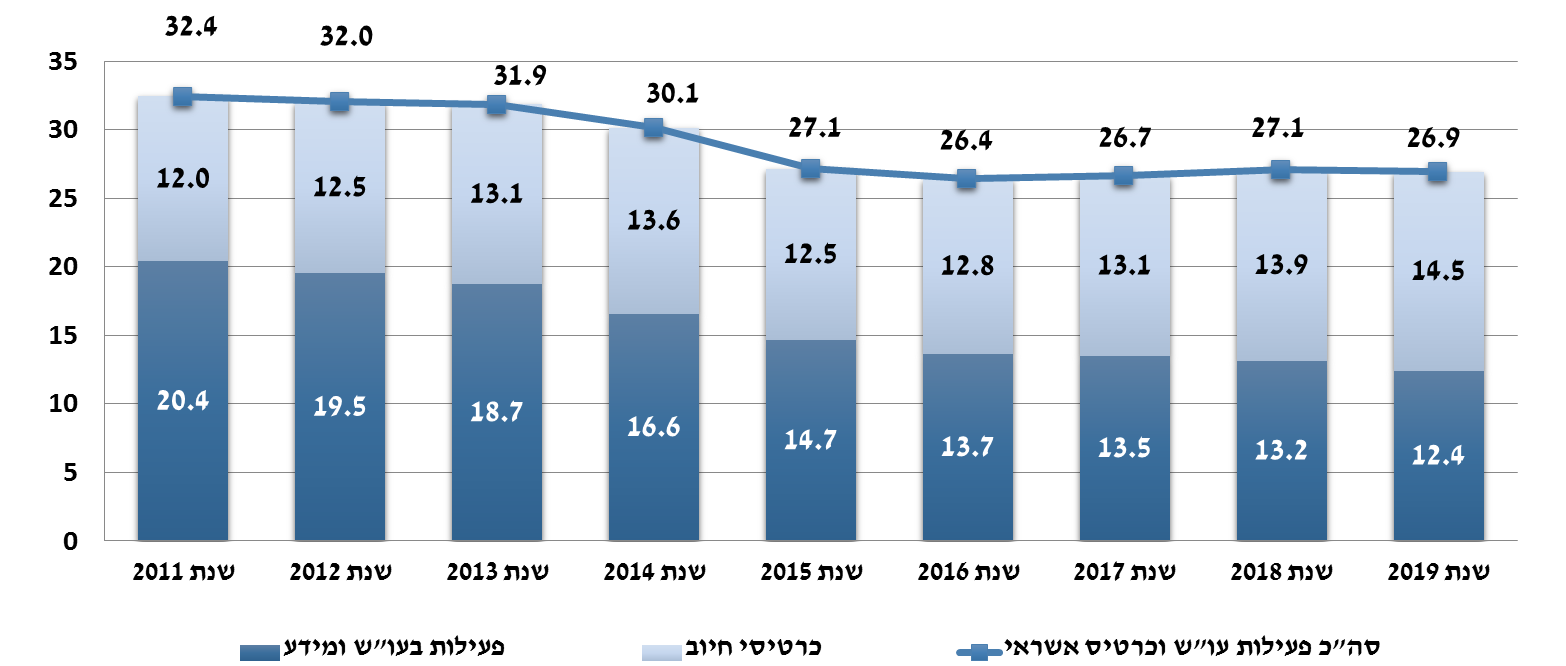 32.4 32.0 31.9 30.1 27.1 26.4 26.7 27.1 26.9
35
30
25
20
15
10
5
0
12.0 12.5 13.1 13.6 12.5 12.8 13.1 13.9 14.5
20.4 19.5 18.7 16.6 14.7 13.7 13.5 13.2 12.4
שנת 2011 שנת 2012 שנת 2013 שנת 2014 שנת 2015 שנת 2016 שנת 2017 שנת 2018 שנת 2019
פעילות בעו"ש ומידע
כרטיסי חיוב
סה"כ פעילות עו"ש וכרטיס אשראי